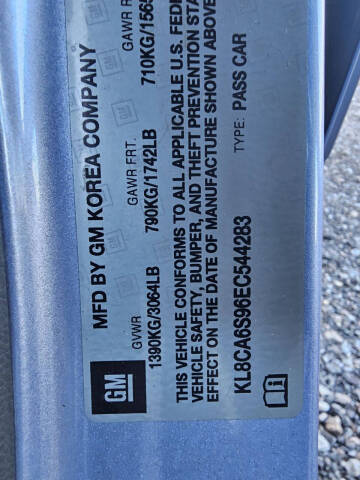 GM
MFD BY GM KOREA COMPANY
GVWR GAWR FRT. GAWR R
1390KG/3064LB 790KG/1742LB 710KG/156
THIS VEHICLE CONFORMS TO ALL APPLICABLE U.S. FEDE
VEHICLE SAFETY, BUMPER, AND THEFT PREVENTION STA
EFFECT ON THE DATE OF MANUFACTURE SHOWN ABOVE
KL8CA6S96EC544283 TYPE: PASS CAR